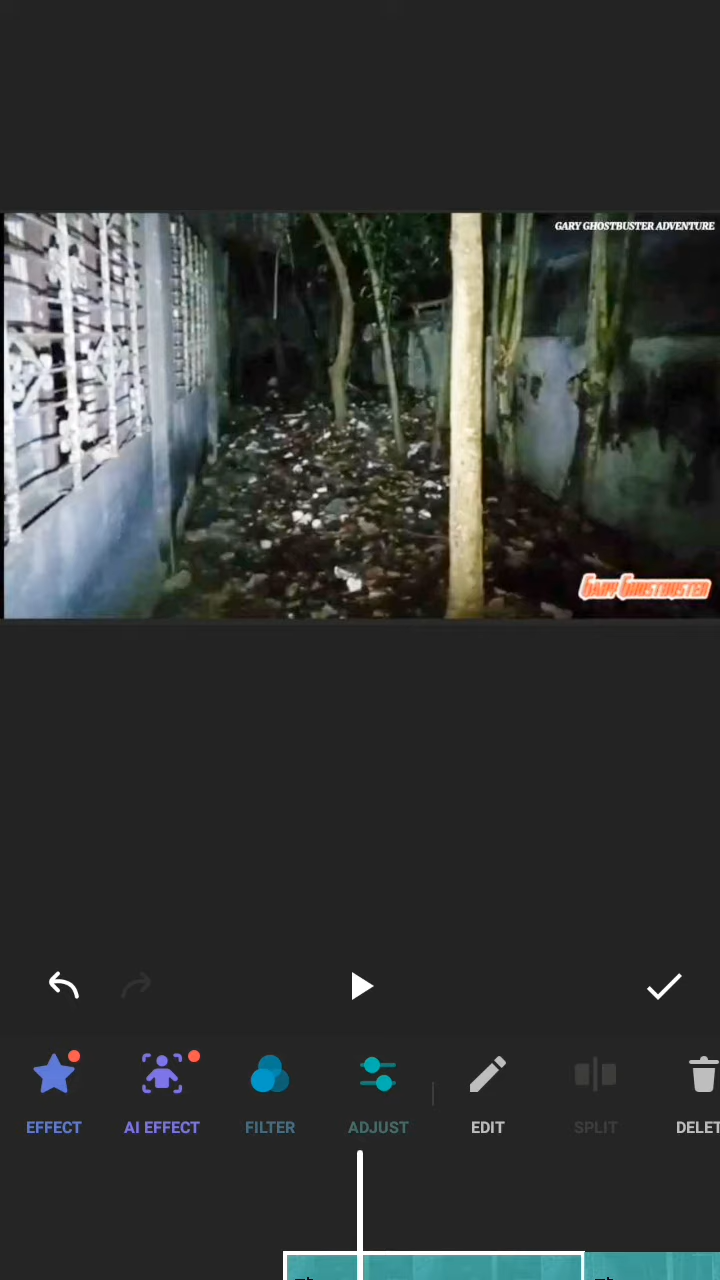 GARY GHOSTBUSTER ADVENTURE
GARY GHOSTBUSTER
EFFECT
AI EFFECT
FILTER
ADJUST
EDIT
SPLIT
DELET